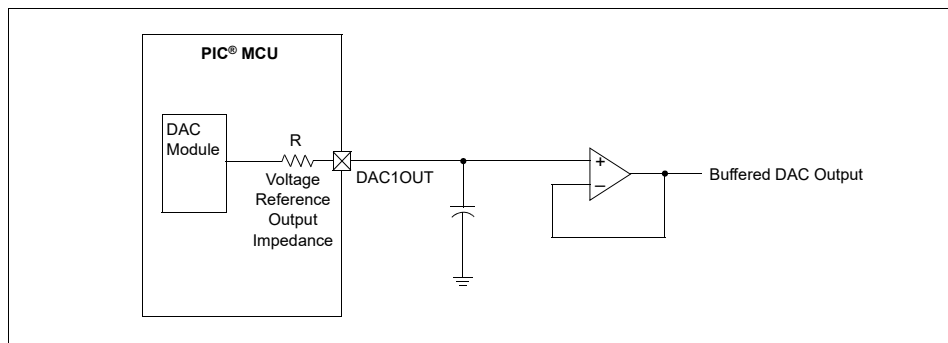 PIC® MCU
DAC
Module
R
Voltage
Reference
Output
Impedance
DAC1OUT
+
–
Buffered DAC Output